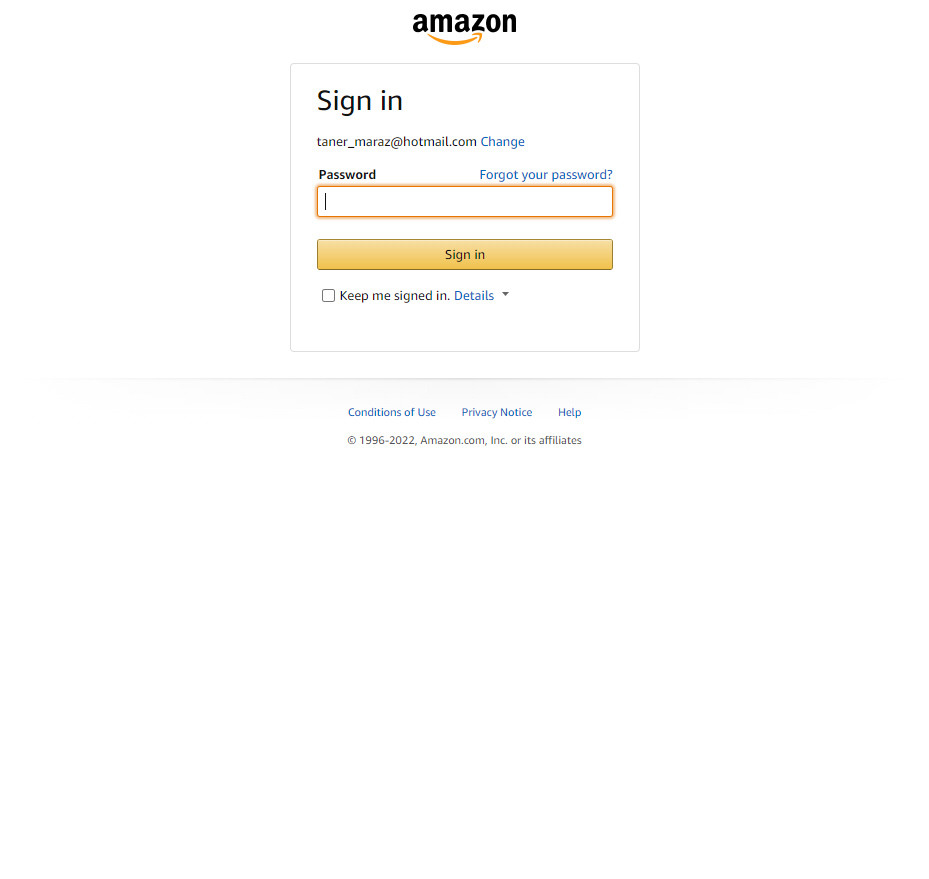 amazon
Sign in
taner_maraz@hotmail.com Change
Password Forgot your password?
Sign in
Keep me signed in. Details
Conditions of Use Privacy Notice Help
© 1996-2022, Amazon.com, Inc. or its affiliates